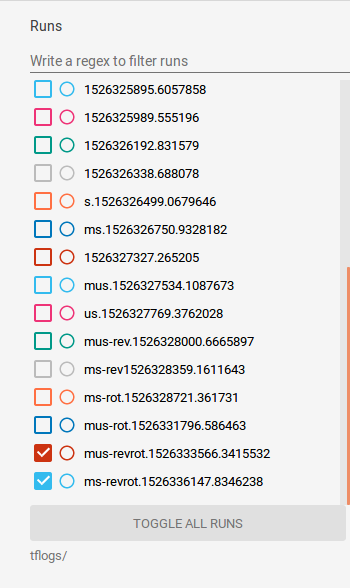 Runs
Write a regex to filter runs
1526325895.6057858
1526325989.555196
1526326192.831579
1526326338.688078
s.1526326499.0679646
ms.1526326750.9328182
1526327327.265205
mus.1526327534.1087673
us.1526327769.3762028
mus-rev.1526328000.6665897
ms-rev1526328359.1611643
ms-rot.1526328721.361731
mus-rot.1526331796.586463
mus-revrot.1526333566.3415532
ms-revrot.1526336147.8346238
TOGGLE ALL RUNS
tflogs/